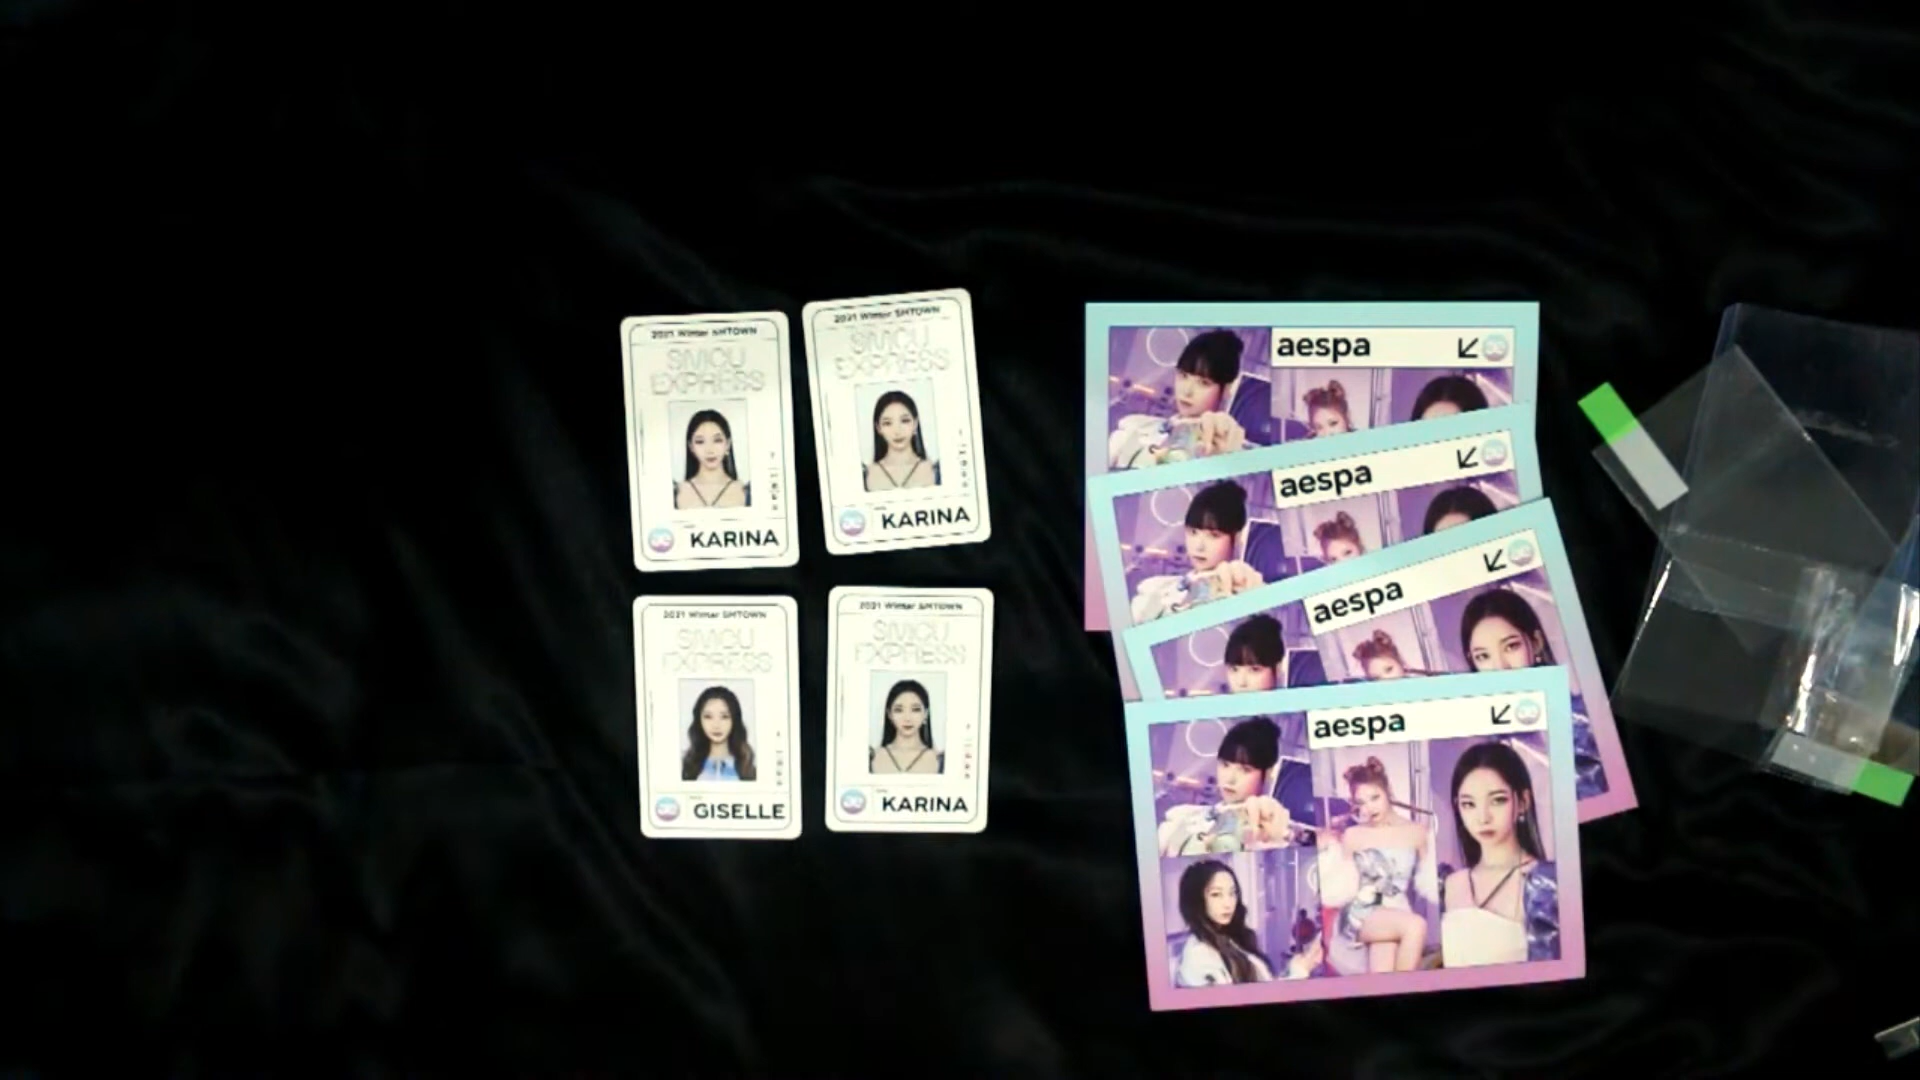 2021 Winter SMTOWN
SMCU
EXPRESS
KARINA
2021 Winter SMTOWN
SMCU
EXPRESS
KARINA
2021 Winter SMTOWN
SMCU
EXPRESS
GISELLE
2021 Winter SMTOWN
SMCU
EXPRESS
KARINA
aespa
aespa
aespa
aespa